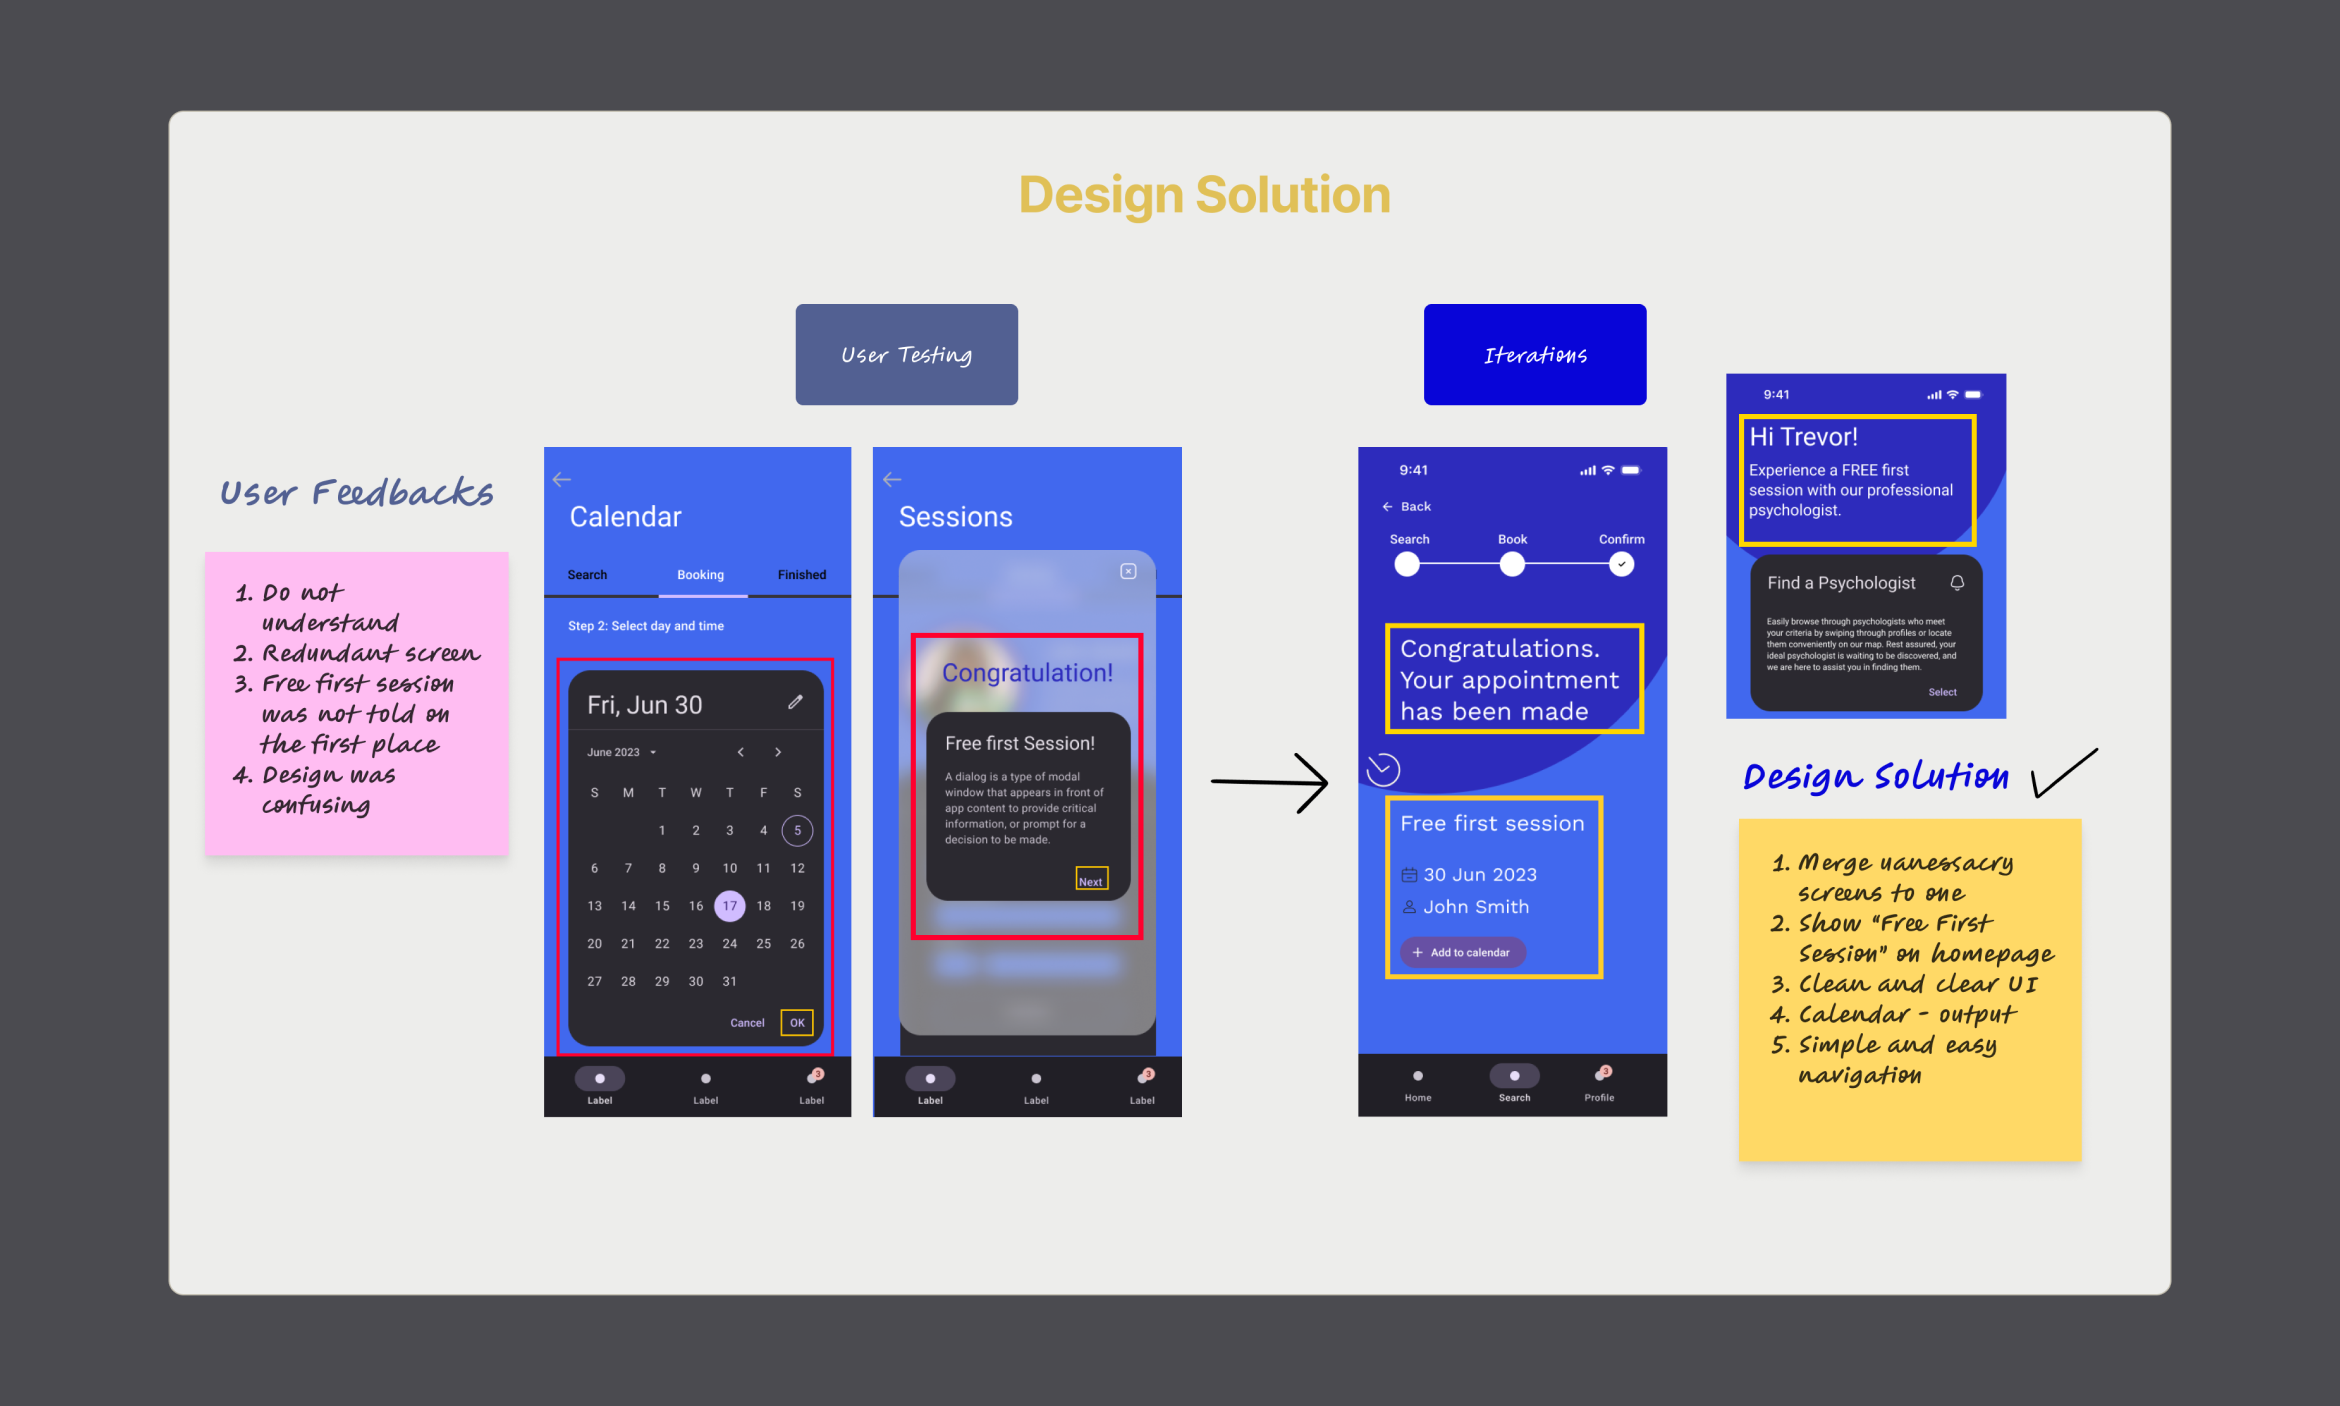 Design Solution
User Testing
Iterations
User Feedbacks
1. Do not
understand
2. Redundant screen
3. Free first session
was not told on
the first place
4. Design was
confusing
Calendar
Search Booking Finished
Step 2: Select day and time
Fri, Jun 30
June 2023
S M T W T F S
1 2 3 4 5
6 7 8 9 10 11 12
13 14 15 16 17 18 19
20 21 22 23 24 25 26
27 28 29 30 31
Cancel OK
3
Label Label Label
Sessions
Congratulation!
Free first Session!
A dialog is a type of modal
window that appears in front of
app content to provide critical
information, or prompt for a
decision to be made.
Next
3
Label Label Label
9:41
Back
Search Book Confirm
Congratulations.
Your appointment
has been made
Free first session
30 Jun 2023
John Smith
+ Add to calendar
3
Home Search Profile
9:41
Hi Trevor!
Experience a FREE first
session with our professional
psychologist.
Find a Psychologist
Easily browse through psychologists who meet
your criteria by swiping through profiles or locate
them conveniently on our map. Rest assured, your
ideal psychologist is waiting to be discovered, and
we are here to assist you in finding them.
Select
Design Solution
1. Merge uanessacry
screens to one
2. Show "Free First
Session" on homepage
3. Clean and clear UI
4. Calendar - output
5. Simple and easy
navigation